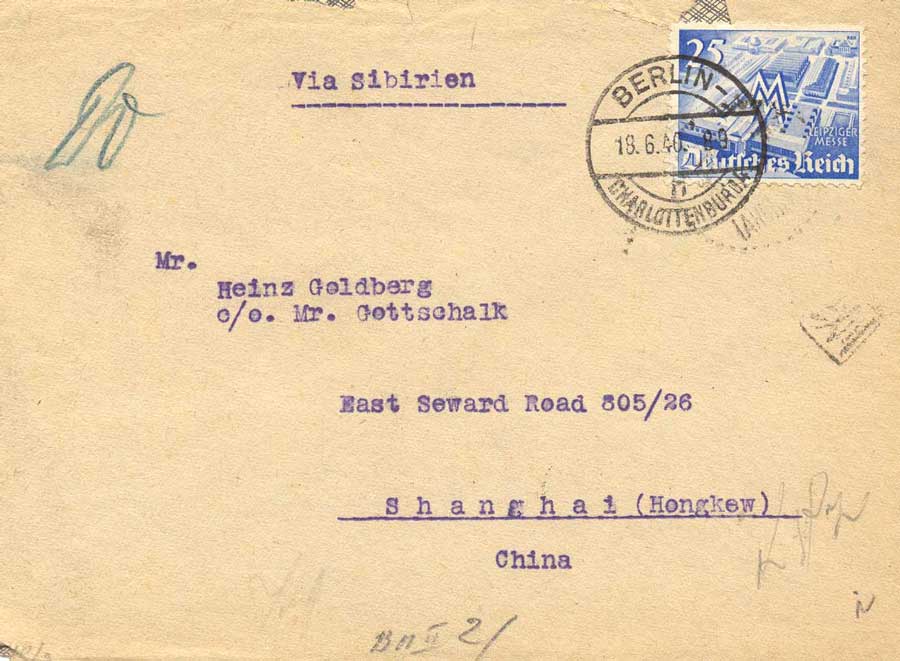 Via Sibirien
25
M
LEIPZIGER
MESSE
Deutsches Reich
BERLIN-
18.6.40.
CHARLOTTENBURG
Mr.
Heinz Goldberg
c/o. Mr. Gottschalk
East Seward Road 805/26
Shanghai (Hongkew)
China